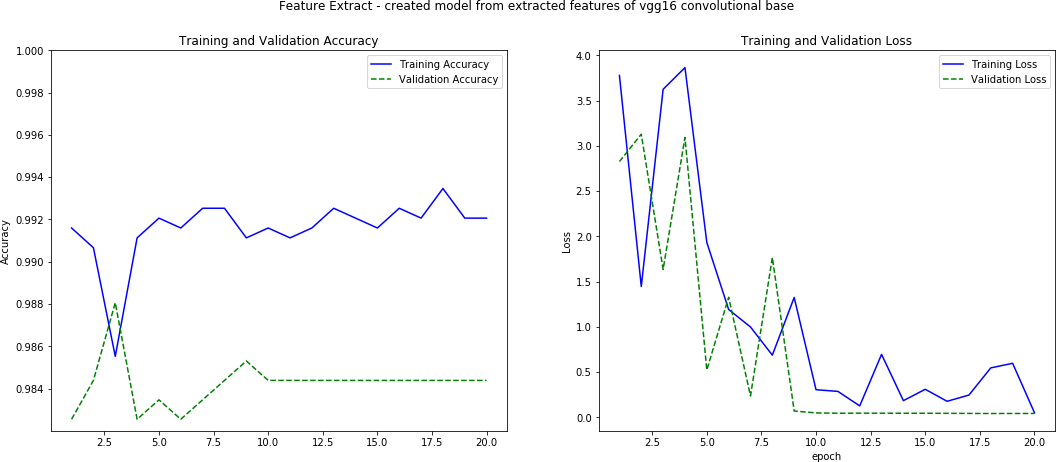 Feature Extract - created model from extracted features of vgg16 convolutional base
Training and Validation Accuracy
Training Accuracy
Validation Accuracy
1.000
0.998
0.996
0.994
0.992
0.990
0.988
0.986
0.984
Accuracy
2.5 5.0 7.5 10.0 12.5 15.0 17.5 20.0
Training and Validation Loss
Training Loss
Validation Loss
4.0
3.5
3.0
2.5
2.0
1.5
1.0
0.5
0.0
Loss
2.5 5.0 7.5 10.0 12.5 15.0 17.5 20.0
epoch